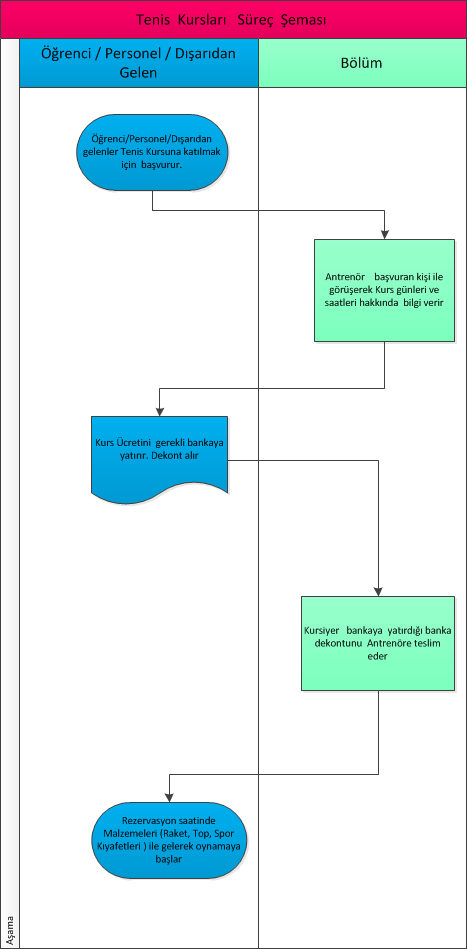 Tenis Kursları Süreç Şeması
Öğrenci / Personel / Dışarıdan
Gelen
Bölüm
Öğrenci/Personel/Dışarıdan
gelenler Tenis Kursuna katılmak
için başvurur.
Antrenör başvuran kişi ile
görüşerek Kurs günleri ve
saatleri hakkında bilgi verir
Kurs Ücretini gerekli bankaya
yatırır. Dekont alır
Kursiyer bankaya yatırdığı banka
dekontunu Antrenöre teslim
eder
Rezervasyon saatinde
Malzemeleri (Raket, Top, Spor
Kıyafetleri ) ile gelerek oynamaya
başlar
Aşama